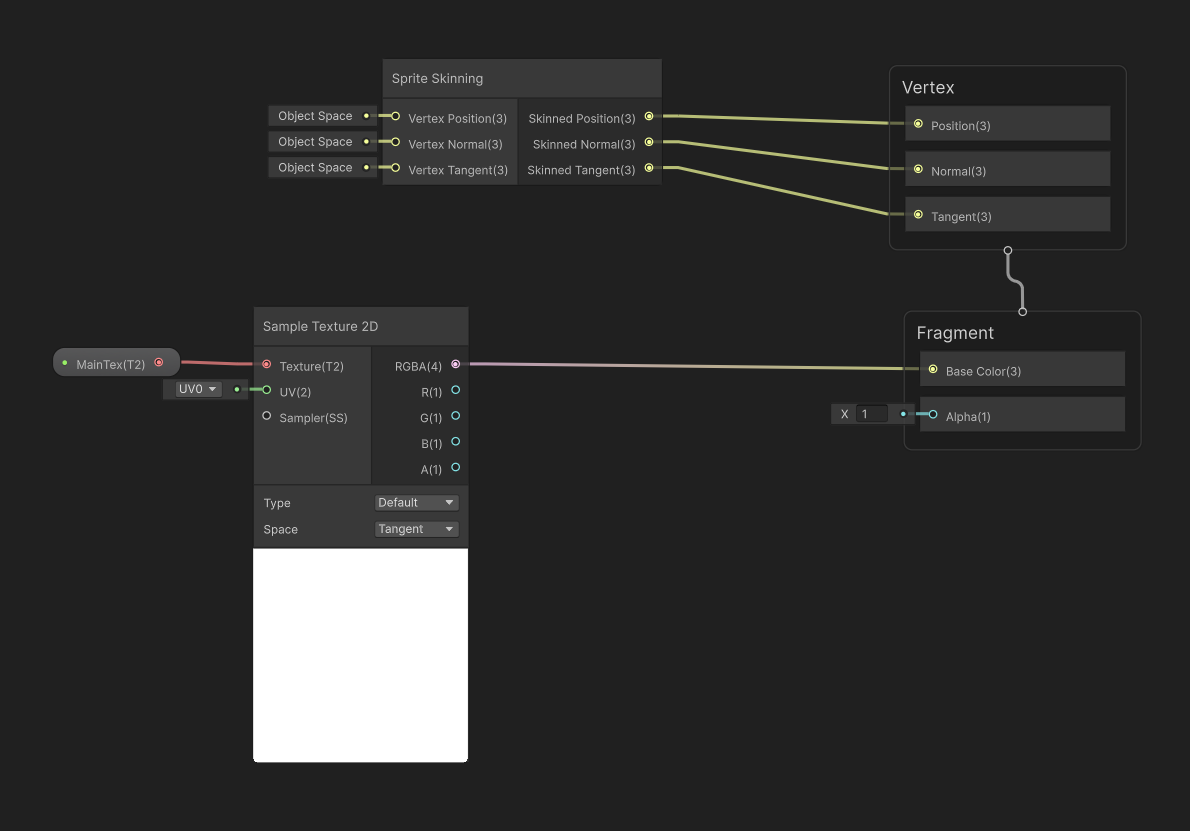 Sprite Skinning
Object Space
Vertex Position(3)
Skinned Position(3)
Object Space
Vertex Normal(3)
Skinned Normal(3)
Object Space
Vertex Tangent(3)
Skinned Tangent(3)
Vertex
Position(3)
Normal(3)
Tangent(3)
Sample Texture 2D
MainTex(T2)
Texture(T2)
RGBA(4)
UV0
UV(2)
R(1)
Sampler(SS)
G(1)
B(1)
A(1)
Type
Default
Space
Tangent
Fragment
Base Color(3)
X 1
Alpha(1)